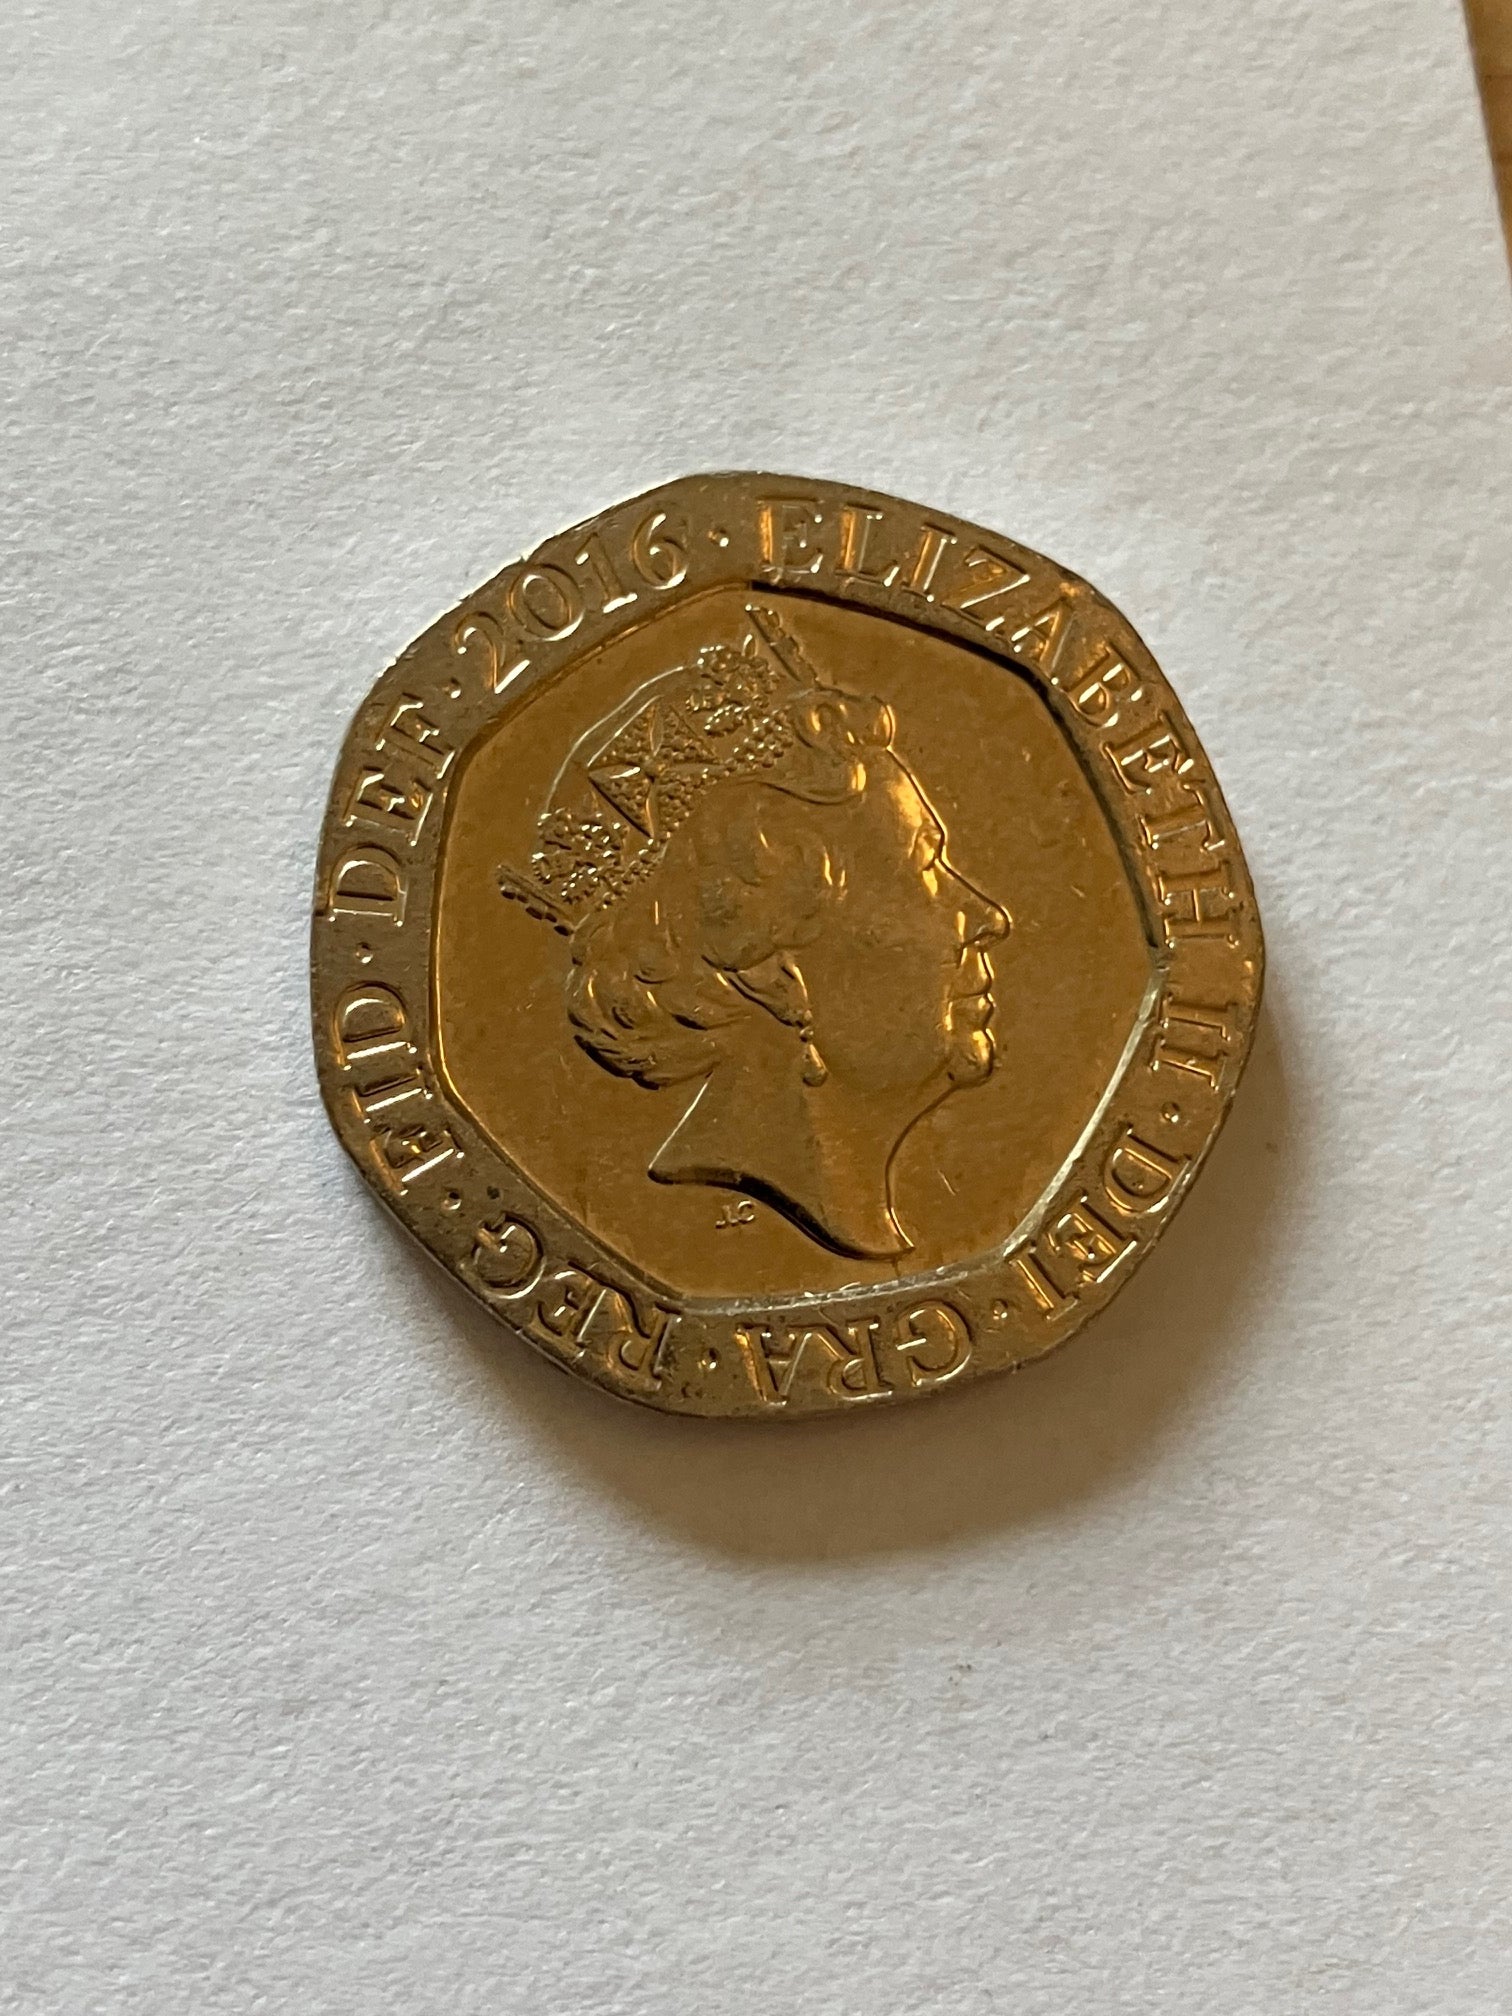 ELIZABETH II · DEI · GRA · REG · FID · DEF · 2016 ·
JC